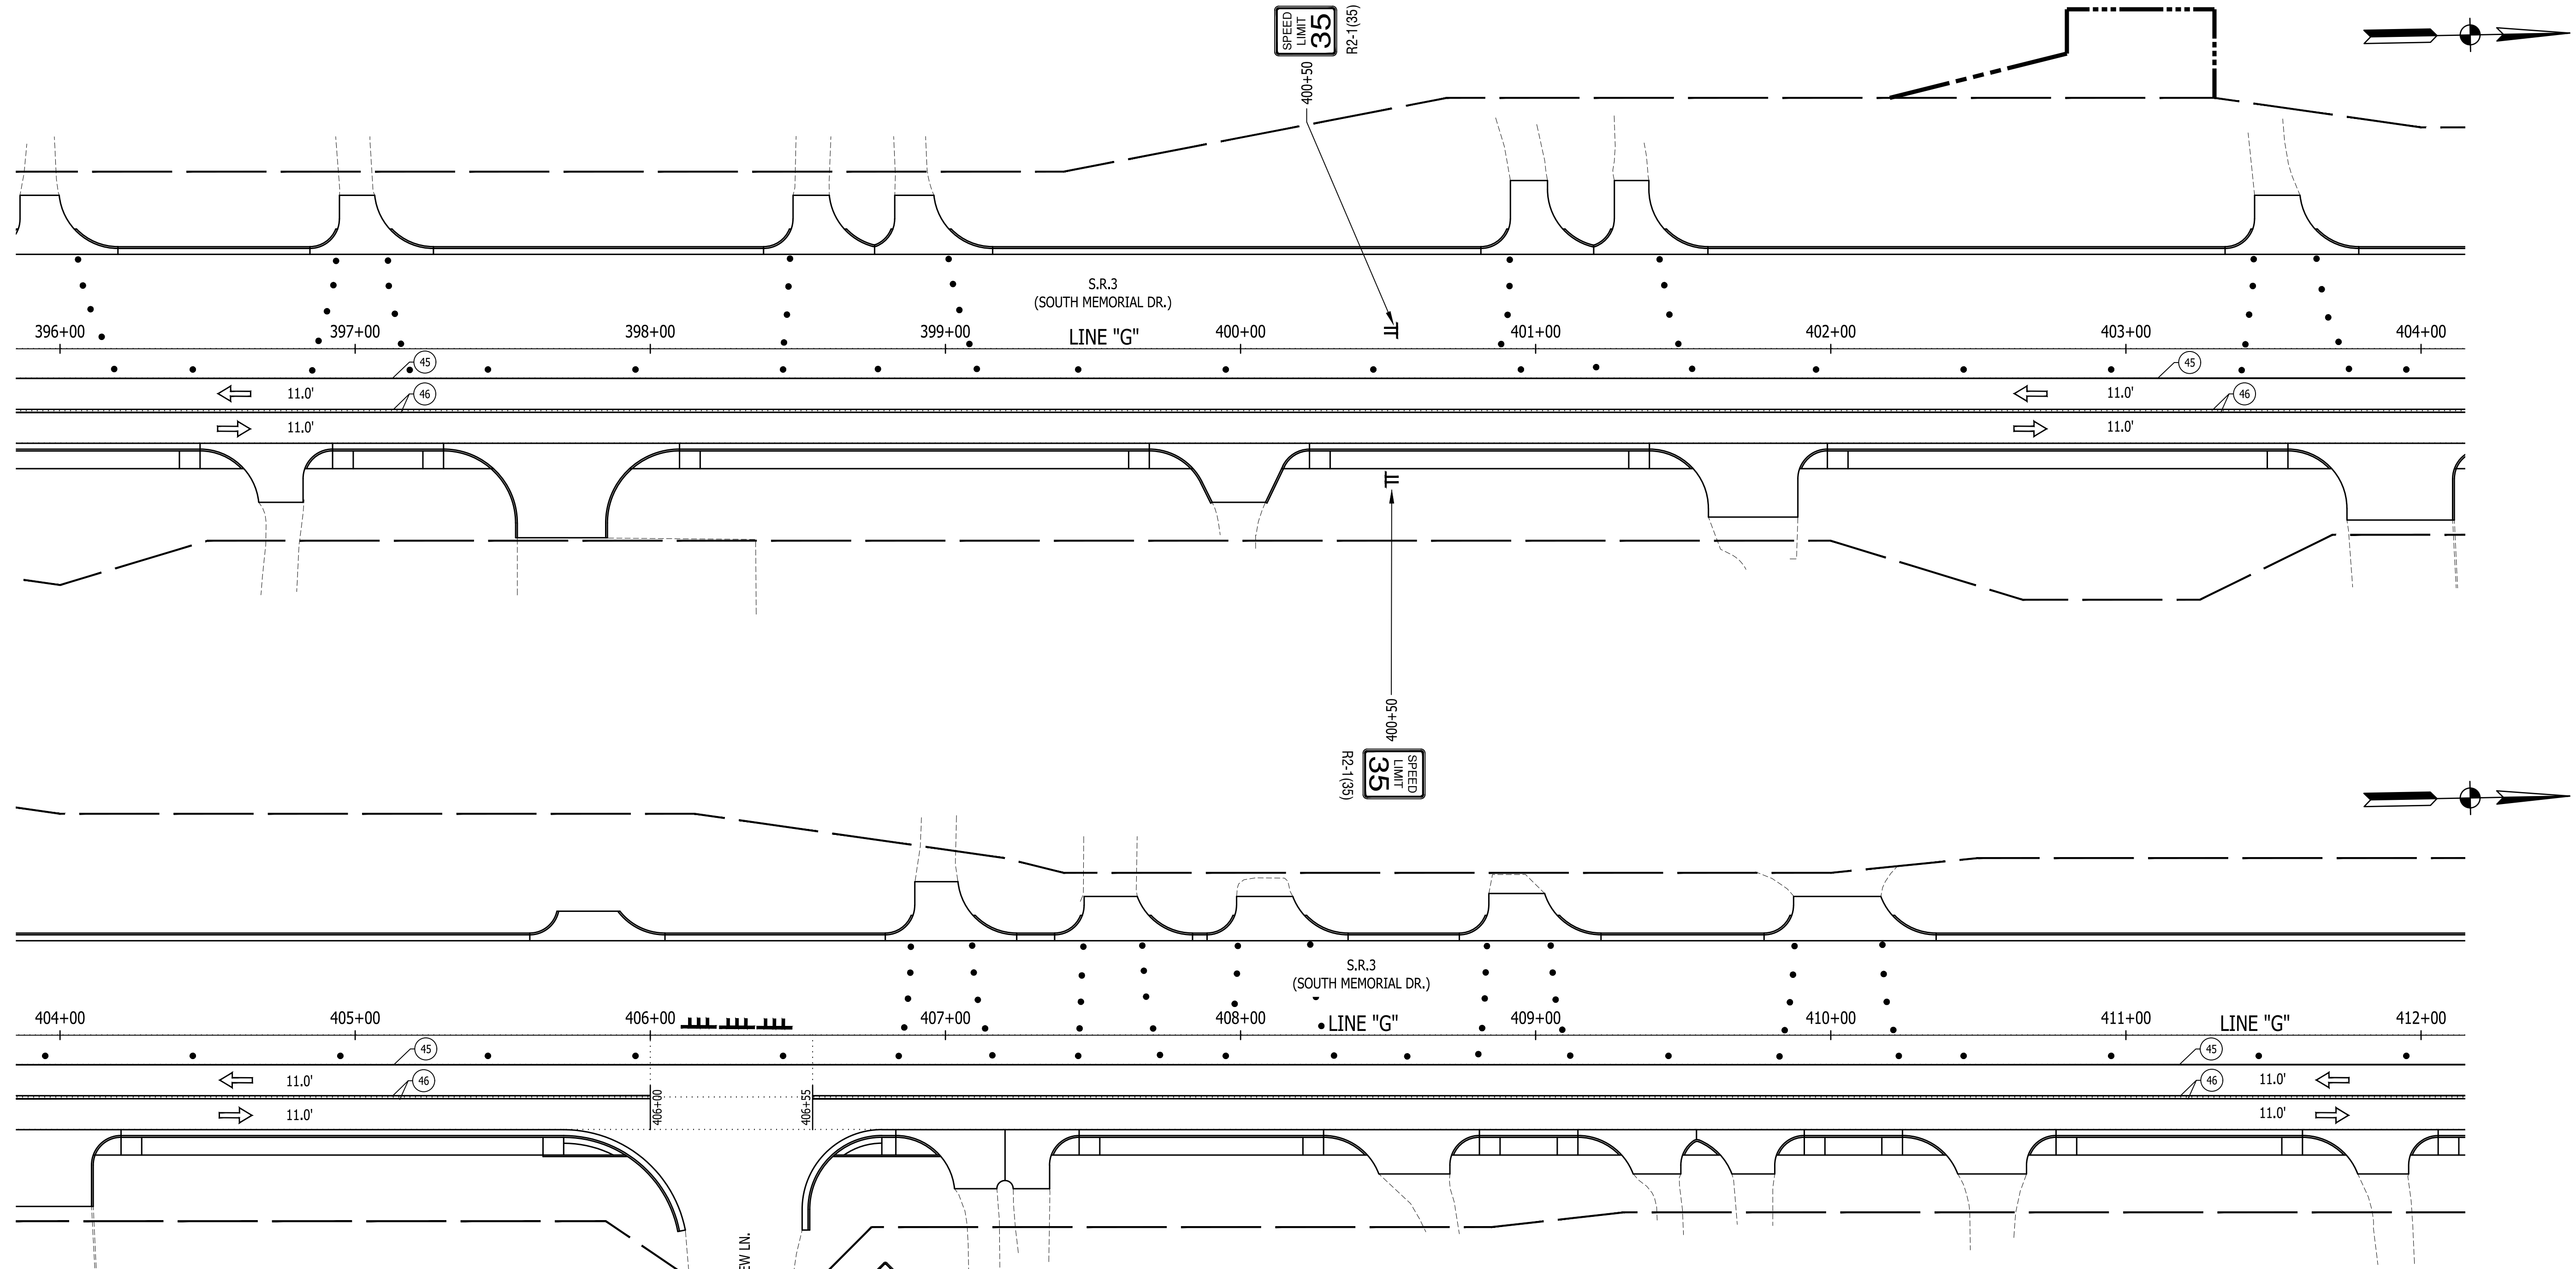 SPEED
LIMIT
35
R2-1(35)
400+50
S.R.3
(SOUTH MEMORIAL DR.)
396+00 397+00 398+00 399+00 LINE "G" 400+00 401+00 402+00 403+00 404+00
45 45
11.0' 46 11.0' 46
11.0' 11.0'
400+50
SPEED
LIMIT
35
R2-1(35)
S.R.3
(SOUTH MEMORIAL DR.)
404+00 405+00 406+00 407+00 408+00 LINE "G" 409+00 410+00 411+00 LINE "G" 412+00
45 45
11.0' 46 46 11.0'
11.0' 406+00 406+55 11.0'
EW LN.